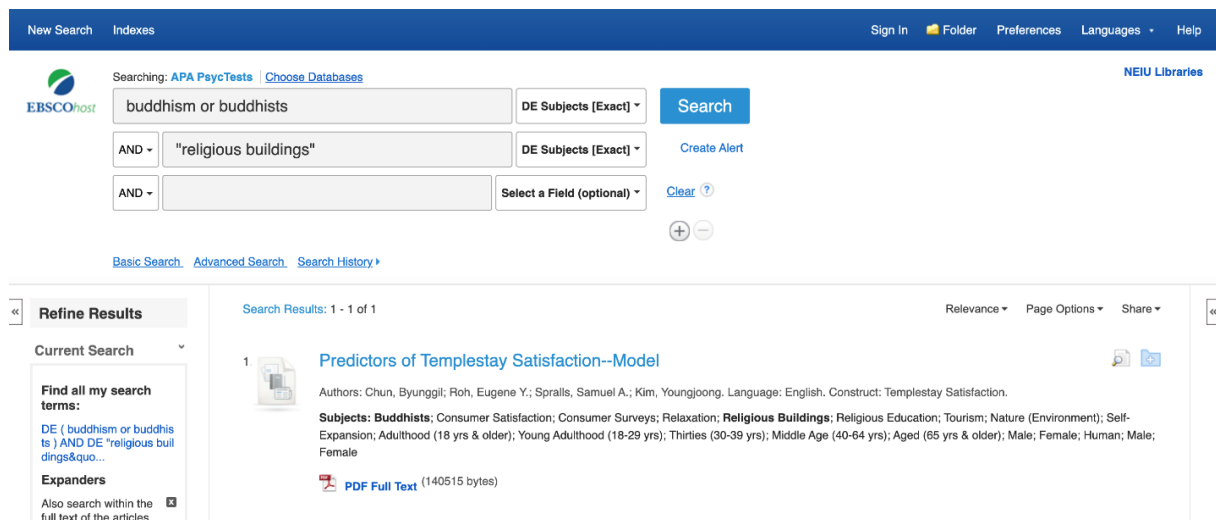 New Search Indexes Sign In Folder Preferences Languages Help
NEIU Libraries
Searching: APA PsycTests Choose Databases
EBSCOhost
buddhism or buddhists DE Subjects [Exact] Search
AND "religious buildings" DE Subjects [Exact] Create Alert
AND Select a Field (optional) Clear ?
Basic Search Advanced Search Search History
Refine Results
Search Results: 1 - 1 of 1 Relevance Page Options Share
Current Search
Find all my search
terms:
DE ( buddhism or buddhis
ts ) AND DE "religious buil
dings&quo...
Expanders
Also search within the
full text of the articles
1. Predictors of Templestay Satisfaction--Model
Authors: Chun, Byunggil; Roh, Eugene Y.; Spralls, Samuel A.; Kim, Youngjoong. Language: English. Construct: Templestay Satisfaction.
Subjects: Buddhists; Consumer Satisfaction; Consumer Surveys; Relaxation; Religious Buildings; Religious Education; Tourism; Nature (Environment); Self-
Expansion; Adulthood (18 yrs & older); Young Adulthood (18-29 yrs); Thirties (30-39 yrs); Middle Age (40-64 yrs); Aged (65 yrs & older); Male; Female; Human; Male;
Female
PDF Full Text (140515 bytes)